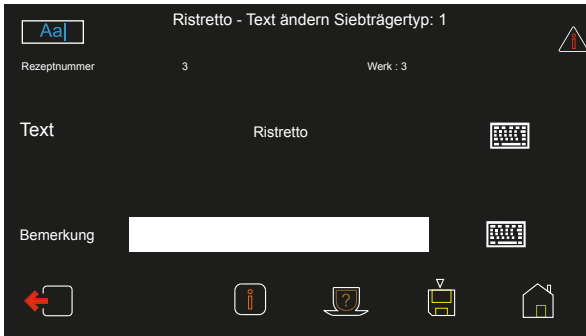 Aa
Ristretto - Text ändern Siebträgertyp: 1
Rezeptnummer 3 Werk : 3
Text Ristretto
Bemerkung
i ? i